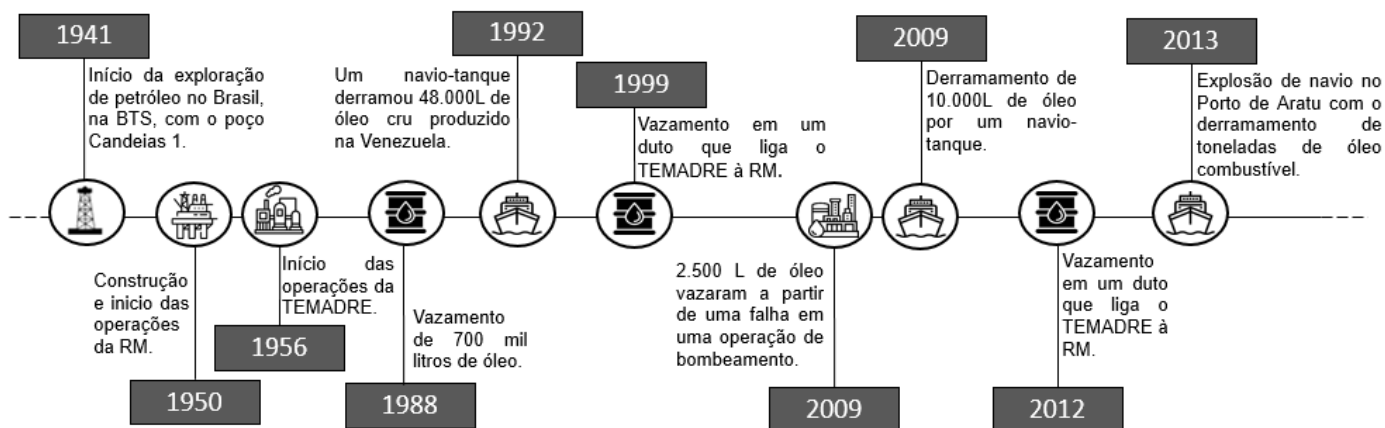 1941
Início da exploração
de petróleo no Brasil,
na BTS, com o poço
Candeias 1.
Construção
e inicio das
operações
da RM.
1950
Início das
operações da
TEMADRE.
1956
Vazamento
de 700 mil
litros de óleo.
1988
1992
Um navio-tanque
derramou 48.000L de
óleo cru produzido
na Venezuela.
1999
Vazamento em um
duto que liga o
TEMADRE à RM.
2.500 L de óleo
vazaram a partir
de uma falha em
uma operação de
bombeamento.
2009
2009
Derramamento de
10.000L de óleo
por um navio-
tanque.
Vazamento
em um duto
que liga o
TEMADRE à
RM.
2012
2013
Explosão de navio no
Porto de Aratu com o
derramamento de
toneladas de óleo
combustível.